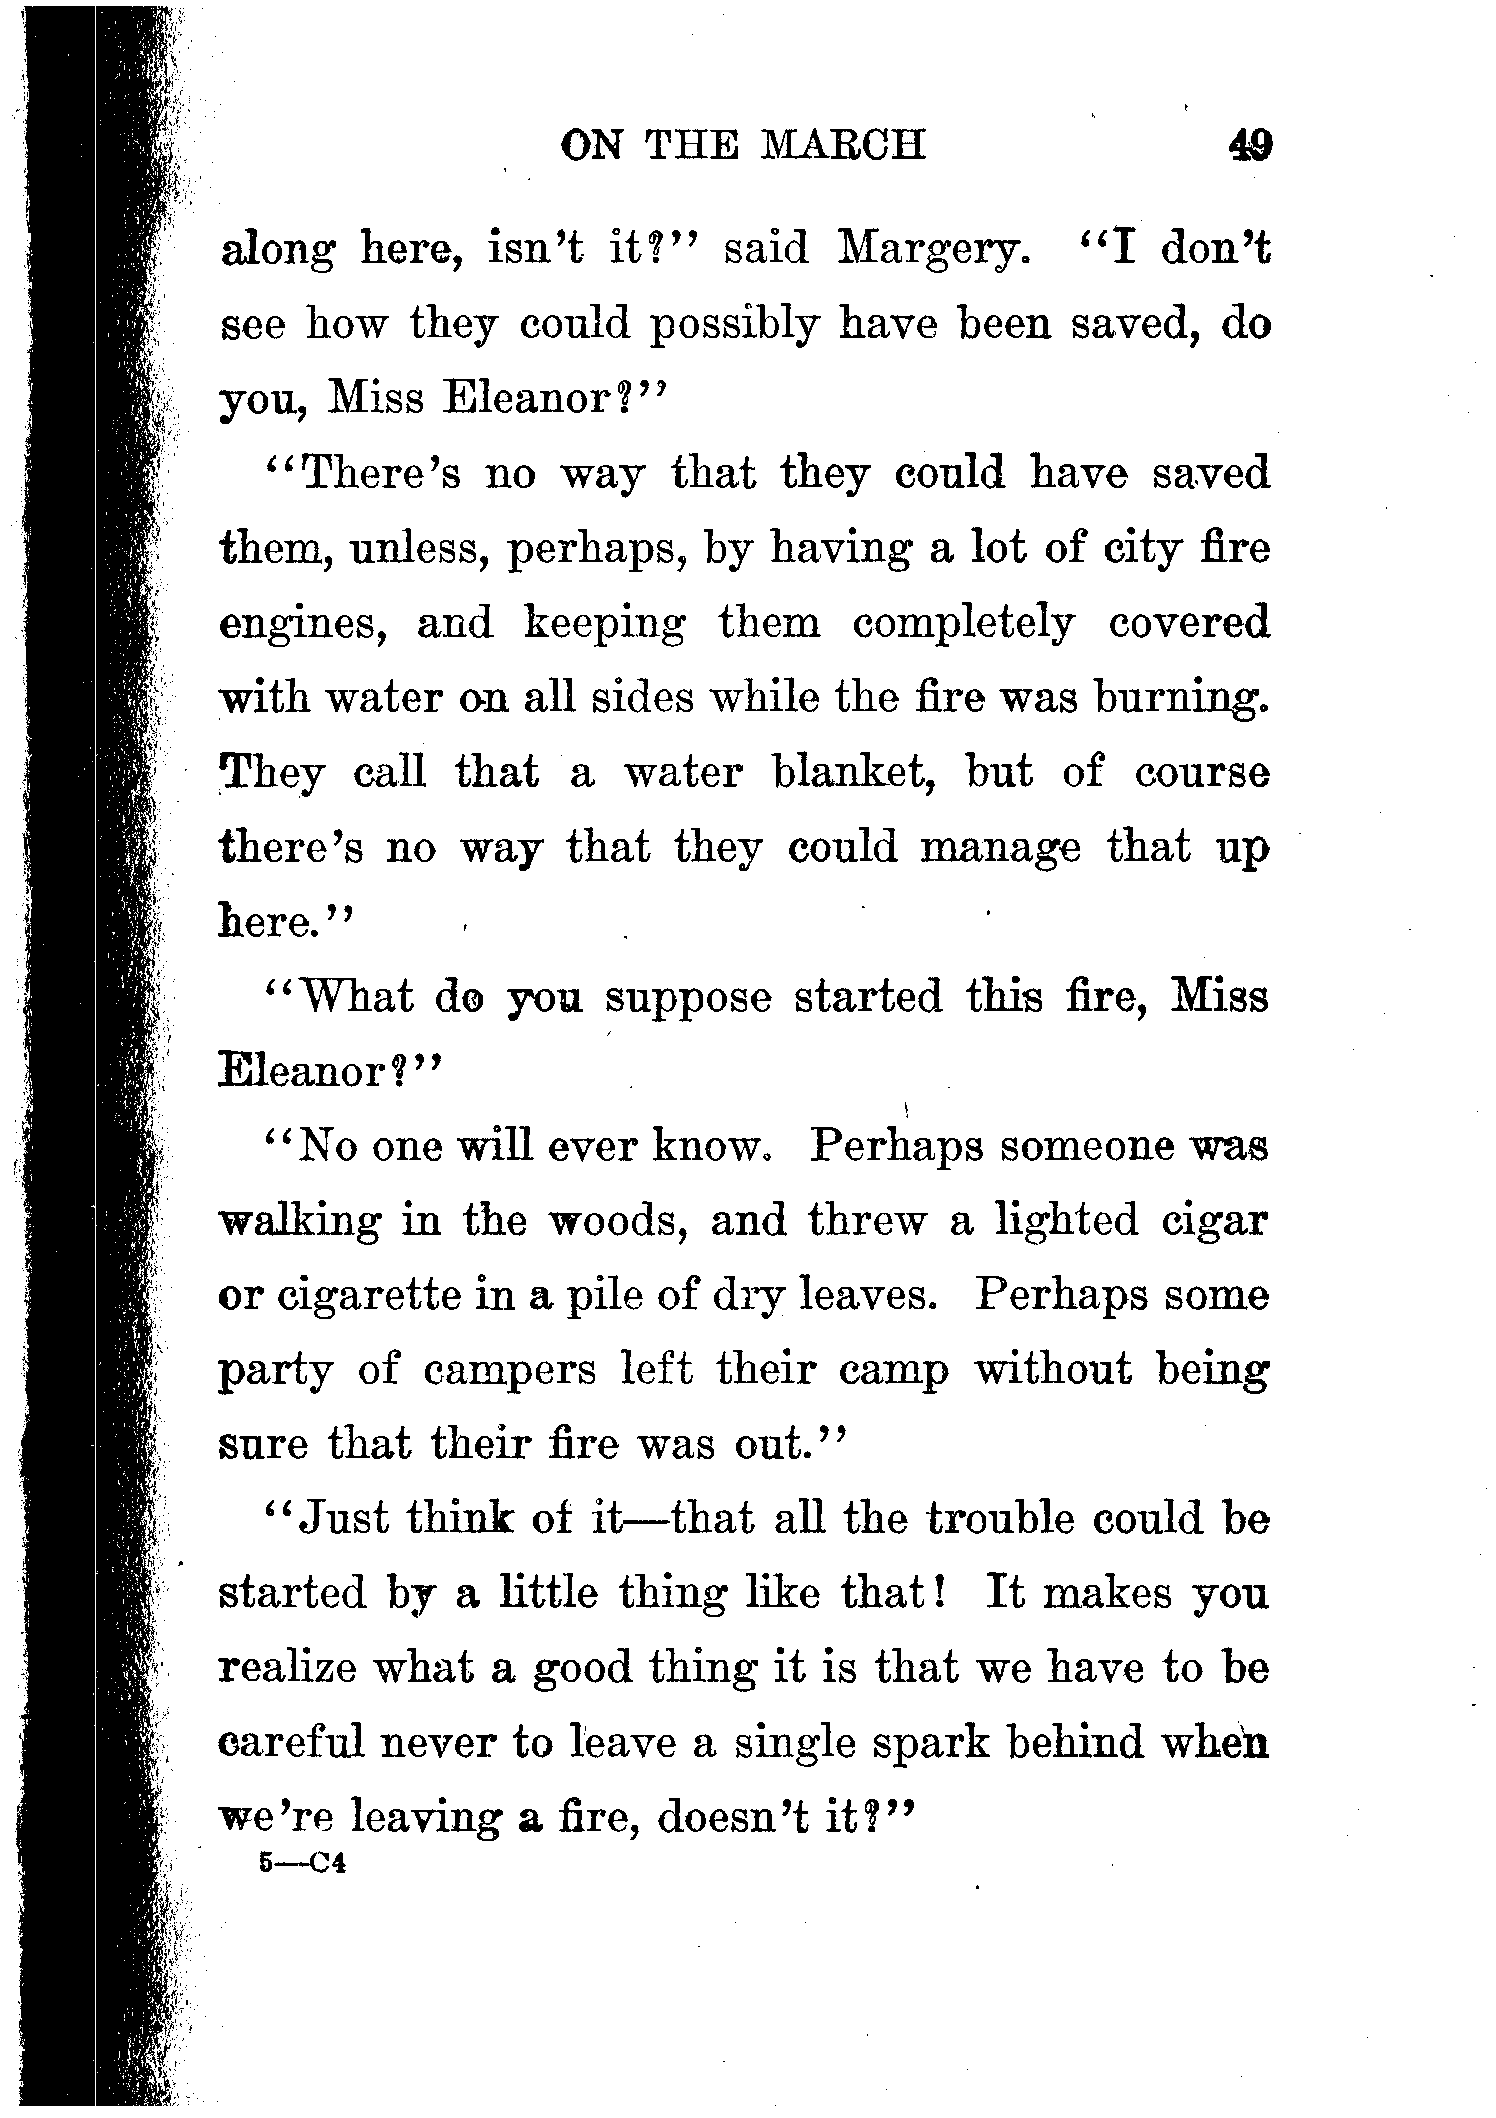 ON THE MARCH 49
along here, isn't it?" said Margery. "I don't
see how they could possibly have been saved, do
you, Miss Eleanor?"
"There's no way that they could have saved
them, unless, perhaps, by having a lot of city fire
engines, and keeping them completely covered
with water on all sides while the fire was burning.
They call that a water blanket, but of course
there's no way that they could manage that up
here."
"What do you suppose started this fire, Miss
Eleanor?"
"No one will ever know. Perhaps someone was
walking in the woods, and threw a lighted cigar
or cigarette in a pile of dry leaves. Perhaps some
party of campers left their camp without being
sure that their fire was out."
"Just think of it—that all the trouble could be
started by a little thing like that! It makes you
realize what a good thing it is that we have to be
careful never to leave a single spark behind when
we're leaving a fire, doesn't it?"
5—C4